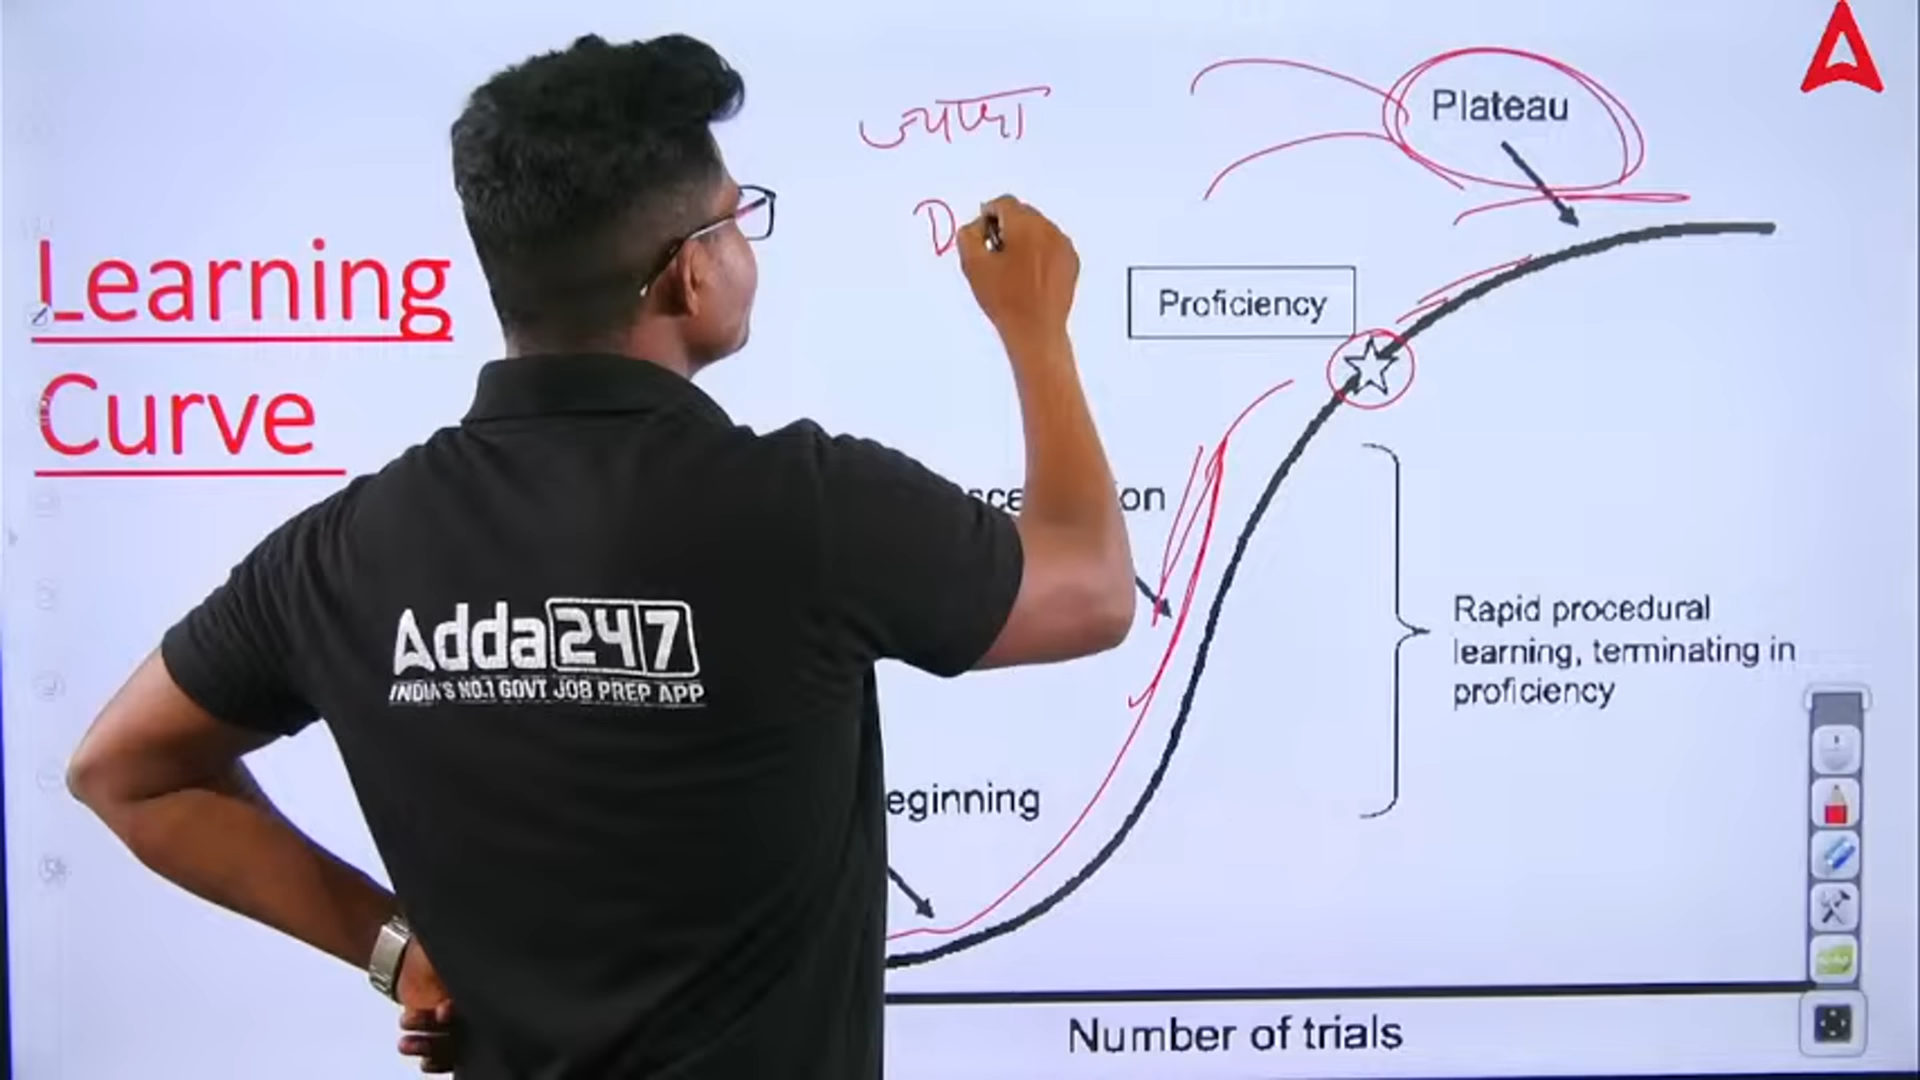 Plateau
Learning
Curve
Proficiency
Rapid procedural
learning, terminating in
proficiency
Adda247
INDIA'S NO.1 GOVT JOB PREP APP
eginning
Number of trials